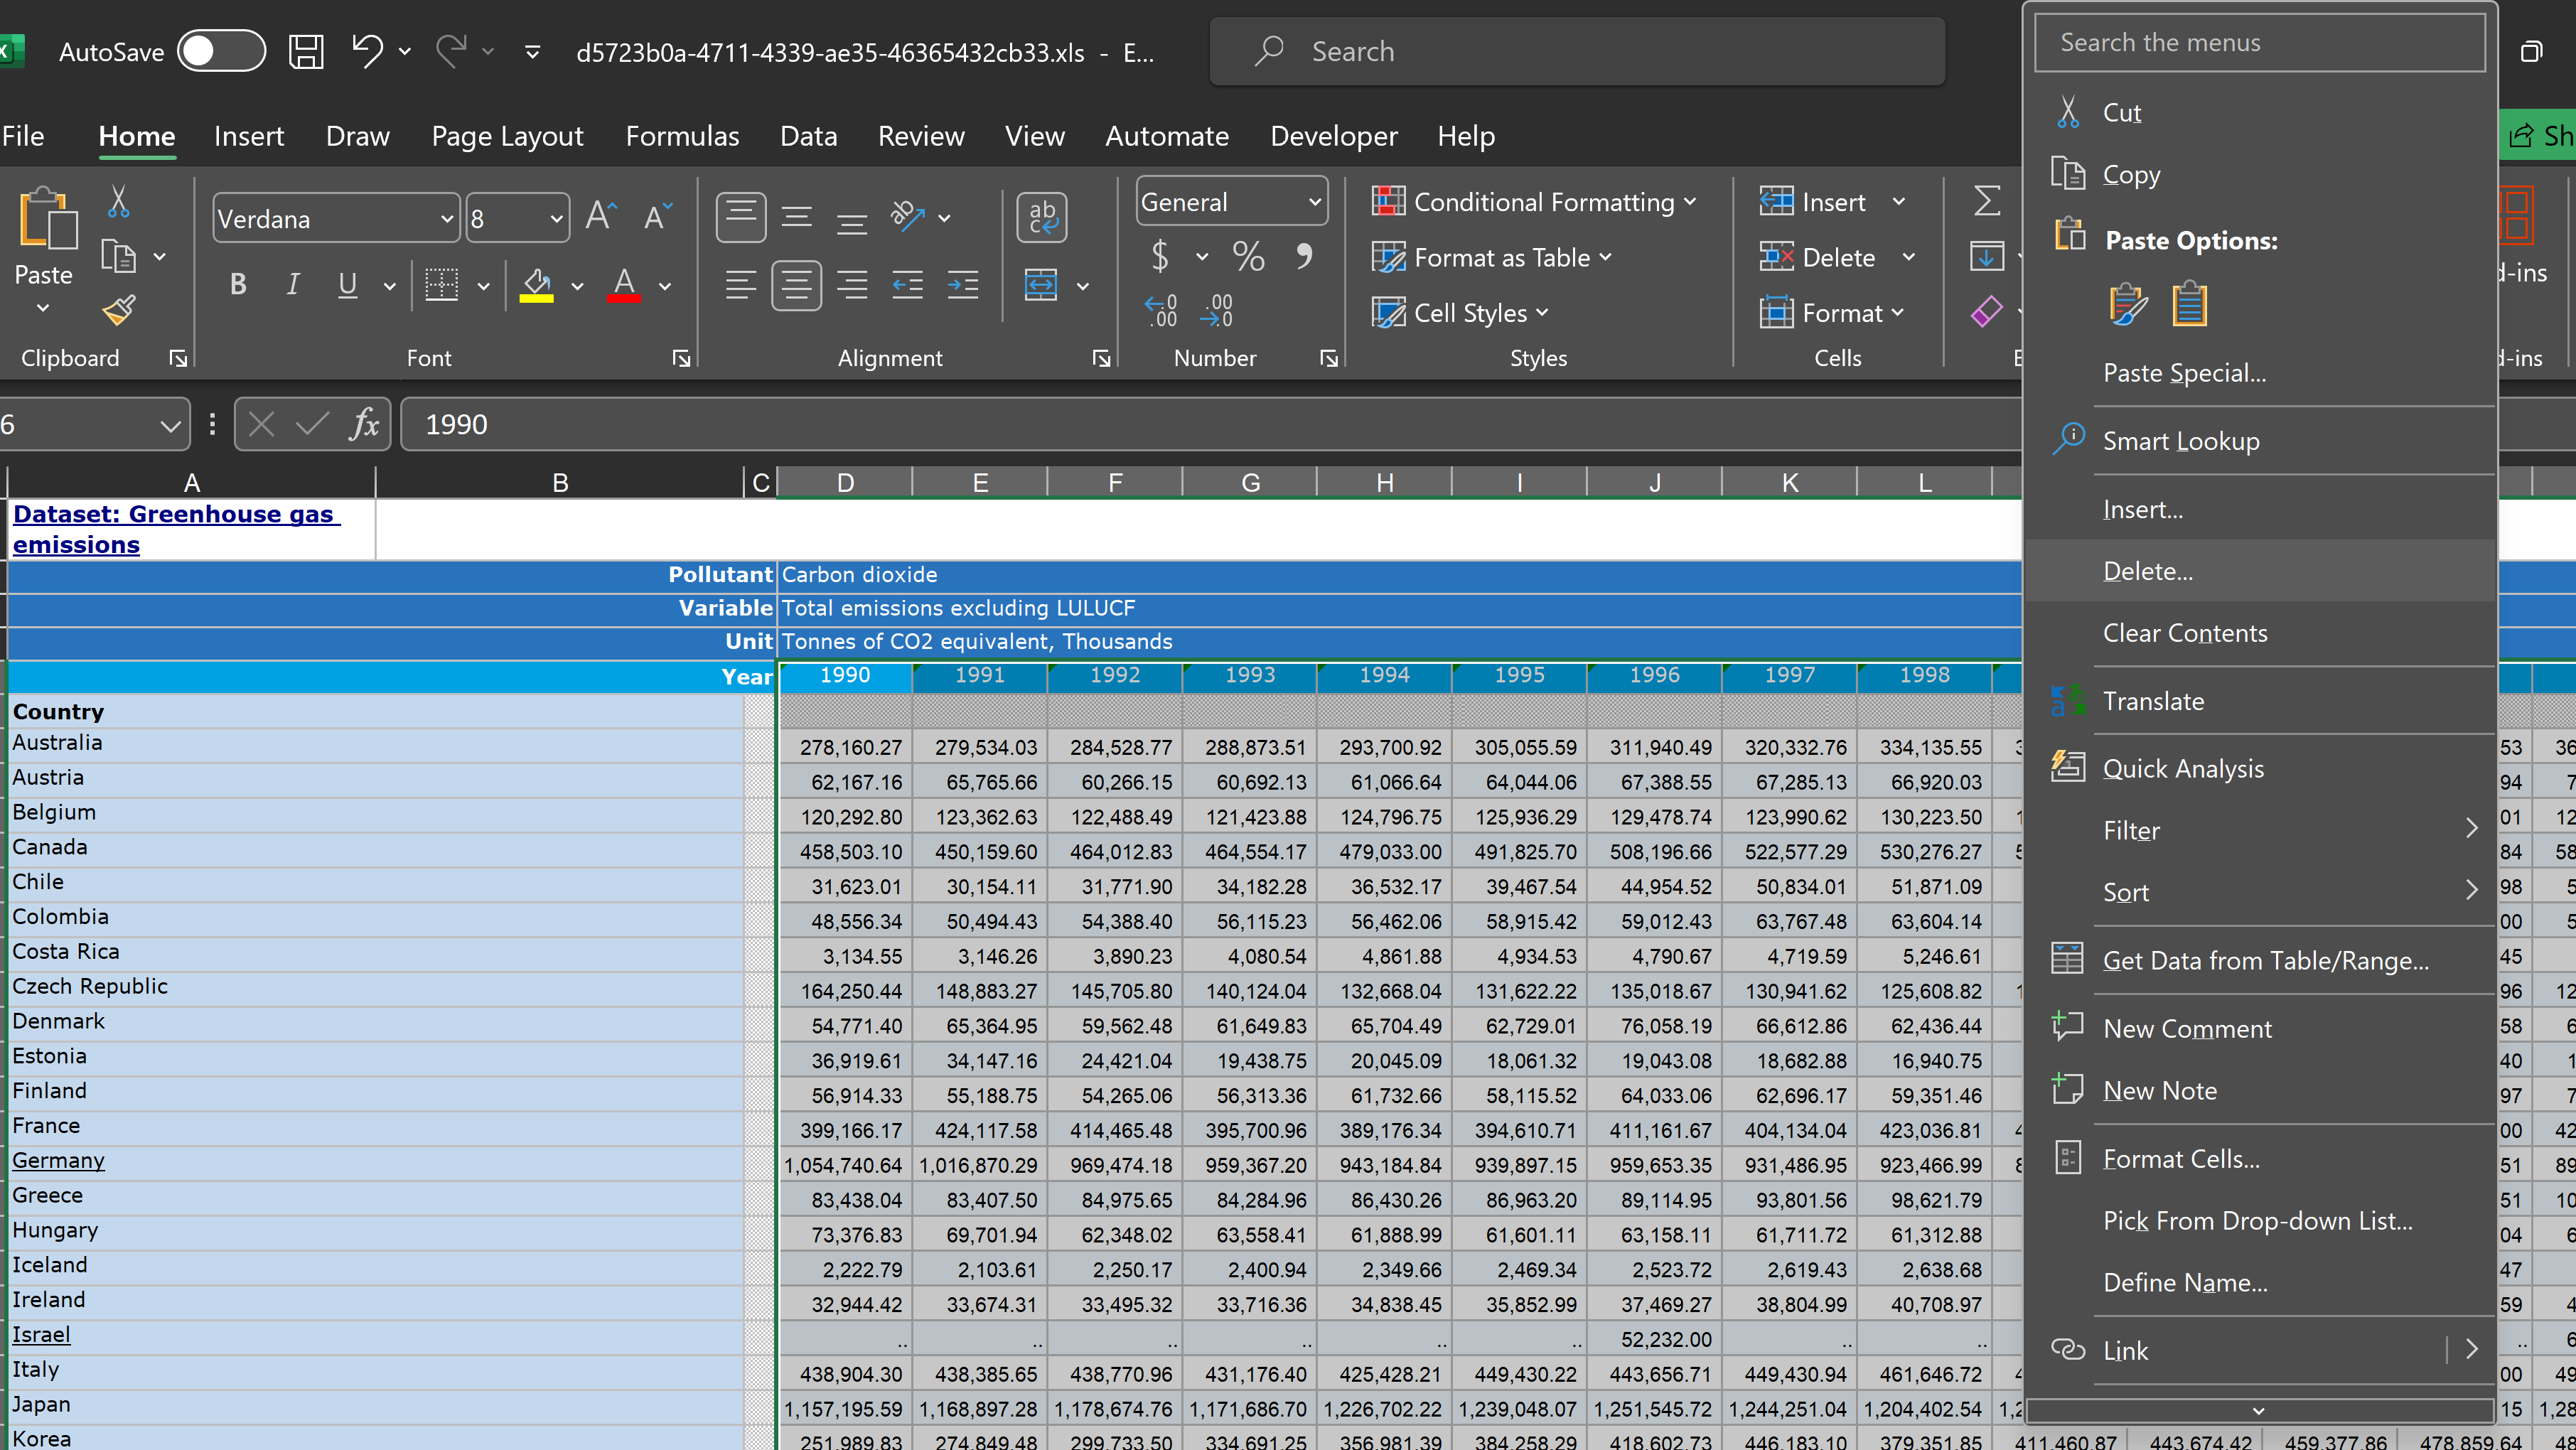 AutoSave d5723b0a-4711-4339-ae35-46365432cb33.xls - E... Search
File Home Insert Draw Page Layout Formulas Data Review View Automate Developer Help
Verdana 8 General Conditional Formatting Insert
Paste B I U $ % Format as Table Delete
Cell Styles Format
Clipboard Font Alignment Number Styles Cells
6 fx 1990
A B C D E F G H I J K L
Dataset: Greenhouse gas
emissions
Pollutant Carbon dioxide
Variable Total emissions excluding LULUCF
Unit Tonnes of CO2 equivalent, Thousands
Year 1990 1991 1992 1993 1994 1995 1996 1997 1998
Country
Australia 278,160.27 279,534.03 284,528.77 288,873.51 293,700.92 305,055.59 311,940.49 320,332.76 334,135.55
Austria 62,167.16 65,765.66 60,266.15 60,692.13 61,066.64 64,044.06 67,388.55 67,285.13 66,920.03
Belgium 120,292.80 123,362.63 122,488.49 121,423.88 124,796.75 125,936.29 129,478.74 123,990.62 130,223.50
Canada 458,503.10 450,159.60 464,012.83 464,554.17 479,033.00 491,825.70 508,196.66 522,577.29 530,276.27
Chile 31,623.01 30,154.11 31,771.90 34,182.28 36,532.17 39,467.54 44,954.52 50,834.01 51,871.09
Colombia 48,556.34 50,494.43 54,388.40 56,115.23 56,462.06 58,915.42 59,012.43 63,767.48 63,604.14
Costa Rica 3,134.55 3,146.26 3,890.23 4,080.54 4,861.88 4,934.53 4,790.67 4,719.59 5,246.61
Czech Republic 164,250.44 148,883.27 145,705.80 140,124.04 132,668.04 131,622.22 135,018.67 130,941.62 125,608.82
Denmark 54,771.40 65,364.95 59,562.48 61,649.83 65,704.49 62,729.01 76,058.19 66,612.86 62,436.44
Estonia 36,919.61 34,147.16 24,421.04 19,438.75 20,045.09 18,061.32 19,043.08 18,682.88 16,940.75
Finland 56,914.33 55,188.75 54,265.06 56,313.36 61,732.66 58,115.52 64,033.06 62,696.17 59,351.46
France 399,166.17 424,117.58 414,465.48 395,700.96 389,176.34 394,610.71 411,161.67 404,134.04 423,036.81
Germany 1,054,740.64 1,016,870.29 969,474.18 959,367.20 943,184.84 939,897.15 959,653.35 931,486.95 923,466.99
Greece 83,438.04 83,407.50 84,975.65 84,284.96 86,430.26 86,963.20 89,114.95 93,801.56 98,621.79
Hungary 73,376.83 69,701.94 62,348.02 63,558.41 61,888.99 61,601.11 63,158.11 61,711.72 61,312.88
Iceland 2,222.79 2,103.61 2,250.17 2,400.94 2,349.66 2,469.34 2,523.72 2,619.43 2,638.68
Ireland 32,944.42 33,674.31 33,495.32 33,716.36 34,838.45 35,852.99 37,469.27 38,804.99 40,708.97
Israel .. .. .. .. .. .. 52,232.00 .. ..
Italy 438,904.30 438,385.65 438,770.96 431,176.40 425,428.21 449,430.22 443,656.71 449,430.94 461,646.72
Japan 1,157,195.59 1,168,897.28 1,178,674.76 1,171,686.70 1,226,702.22 1,239,048.07 1,251,545.72 1,244,251.04 1,204,402.54
Korea 251,989.83 274,849.48 299,733.50 334,691.25 356,981.39 384,258.29 418,602.73 446,183.10 379,351.85 411,460.87 443,674.42 459,377.86 478,859.64
Search the menus
Cut
Copy
Paste Options:
Paste Special...
Smart Lookup
Insert...
Delete...
Clear Contents
Translate
Quick Analysis
Filter
Sort
Get Data from Table/Range...
New Comment
New Note
Format Cells...
Pick From Drop-down List...
Define Name...
Link